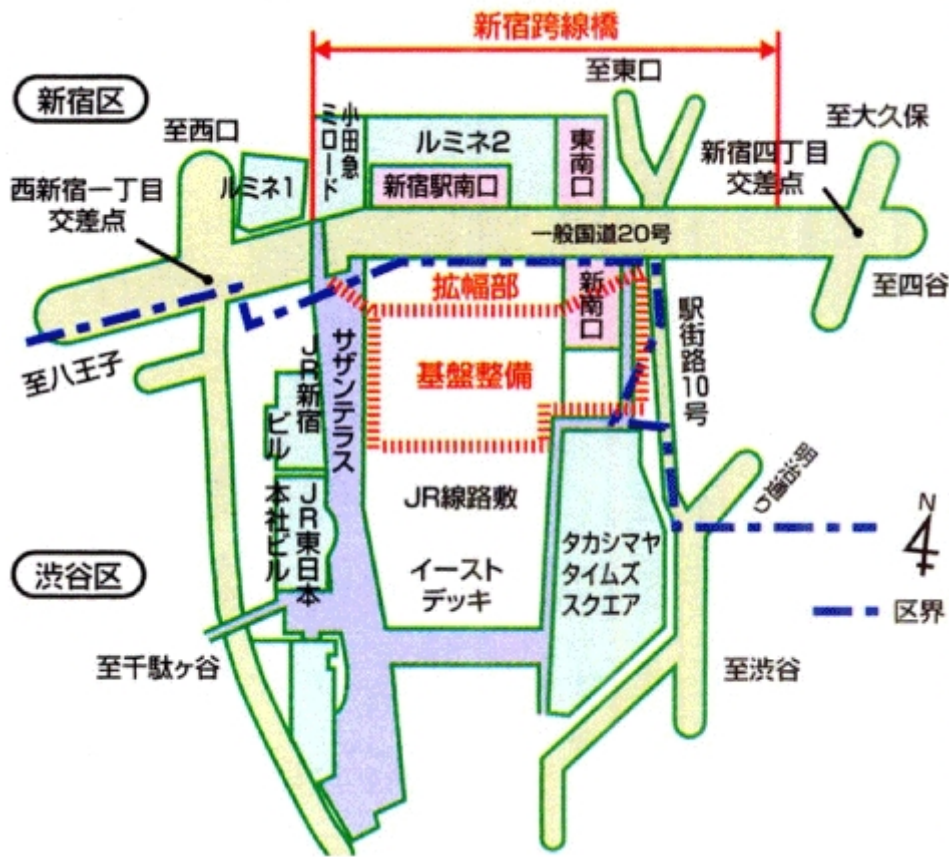 新宿跨線橋
新宿区
至西口
至東口
至大久保
小田急
ミロード
ルミネ2
東南口
新宿四丁目
交差点
西新宿一丁目
交差点
ルミネ1
新宿駅南口
一般国道20号
至四谷
拡幅部
新南口
至八王子
サザンテラス
JR新宿
ビル
基盤整備
駅街路10号
明治通り
JR東日本
本社ビル
JR線路敷
タカシマヤ
タイムズ
スクエア
N
渋谷区
イースト
デッキ
区界
至千駄ヶ谷
至渋谷